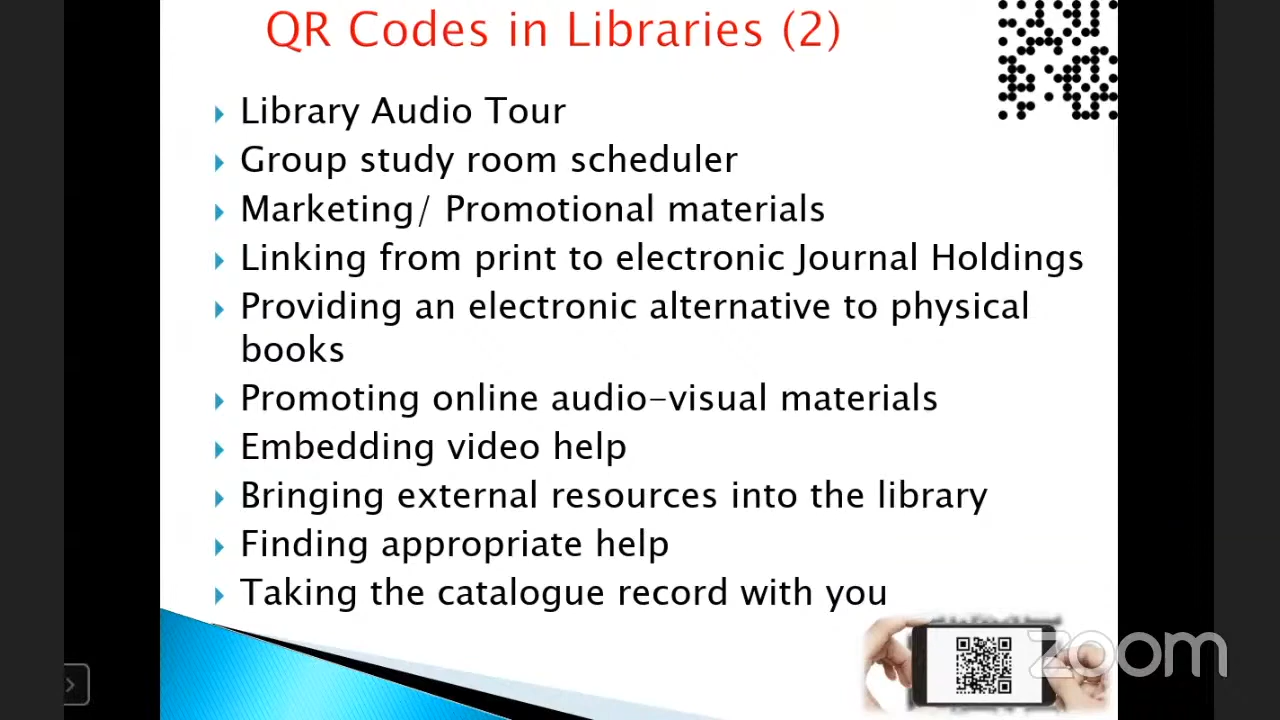 QR Codes in Libraries (2)
Library Audio Tour
Group study room scheduler
Marketing/ Promotional materials
Linking from print to electronic Journal Holdings
Providing an electronic alternative to physical
books
Promoting online audio-visual materials
Embedding video help
Bringing external resources into the library
Finding appropriate help
Taking the catalogue record with you
zoom